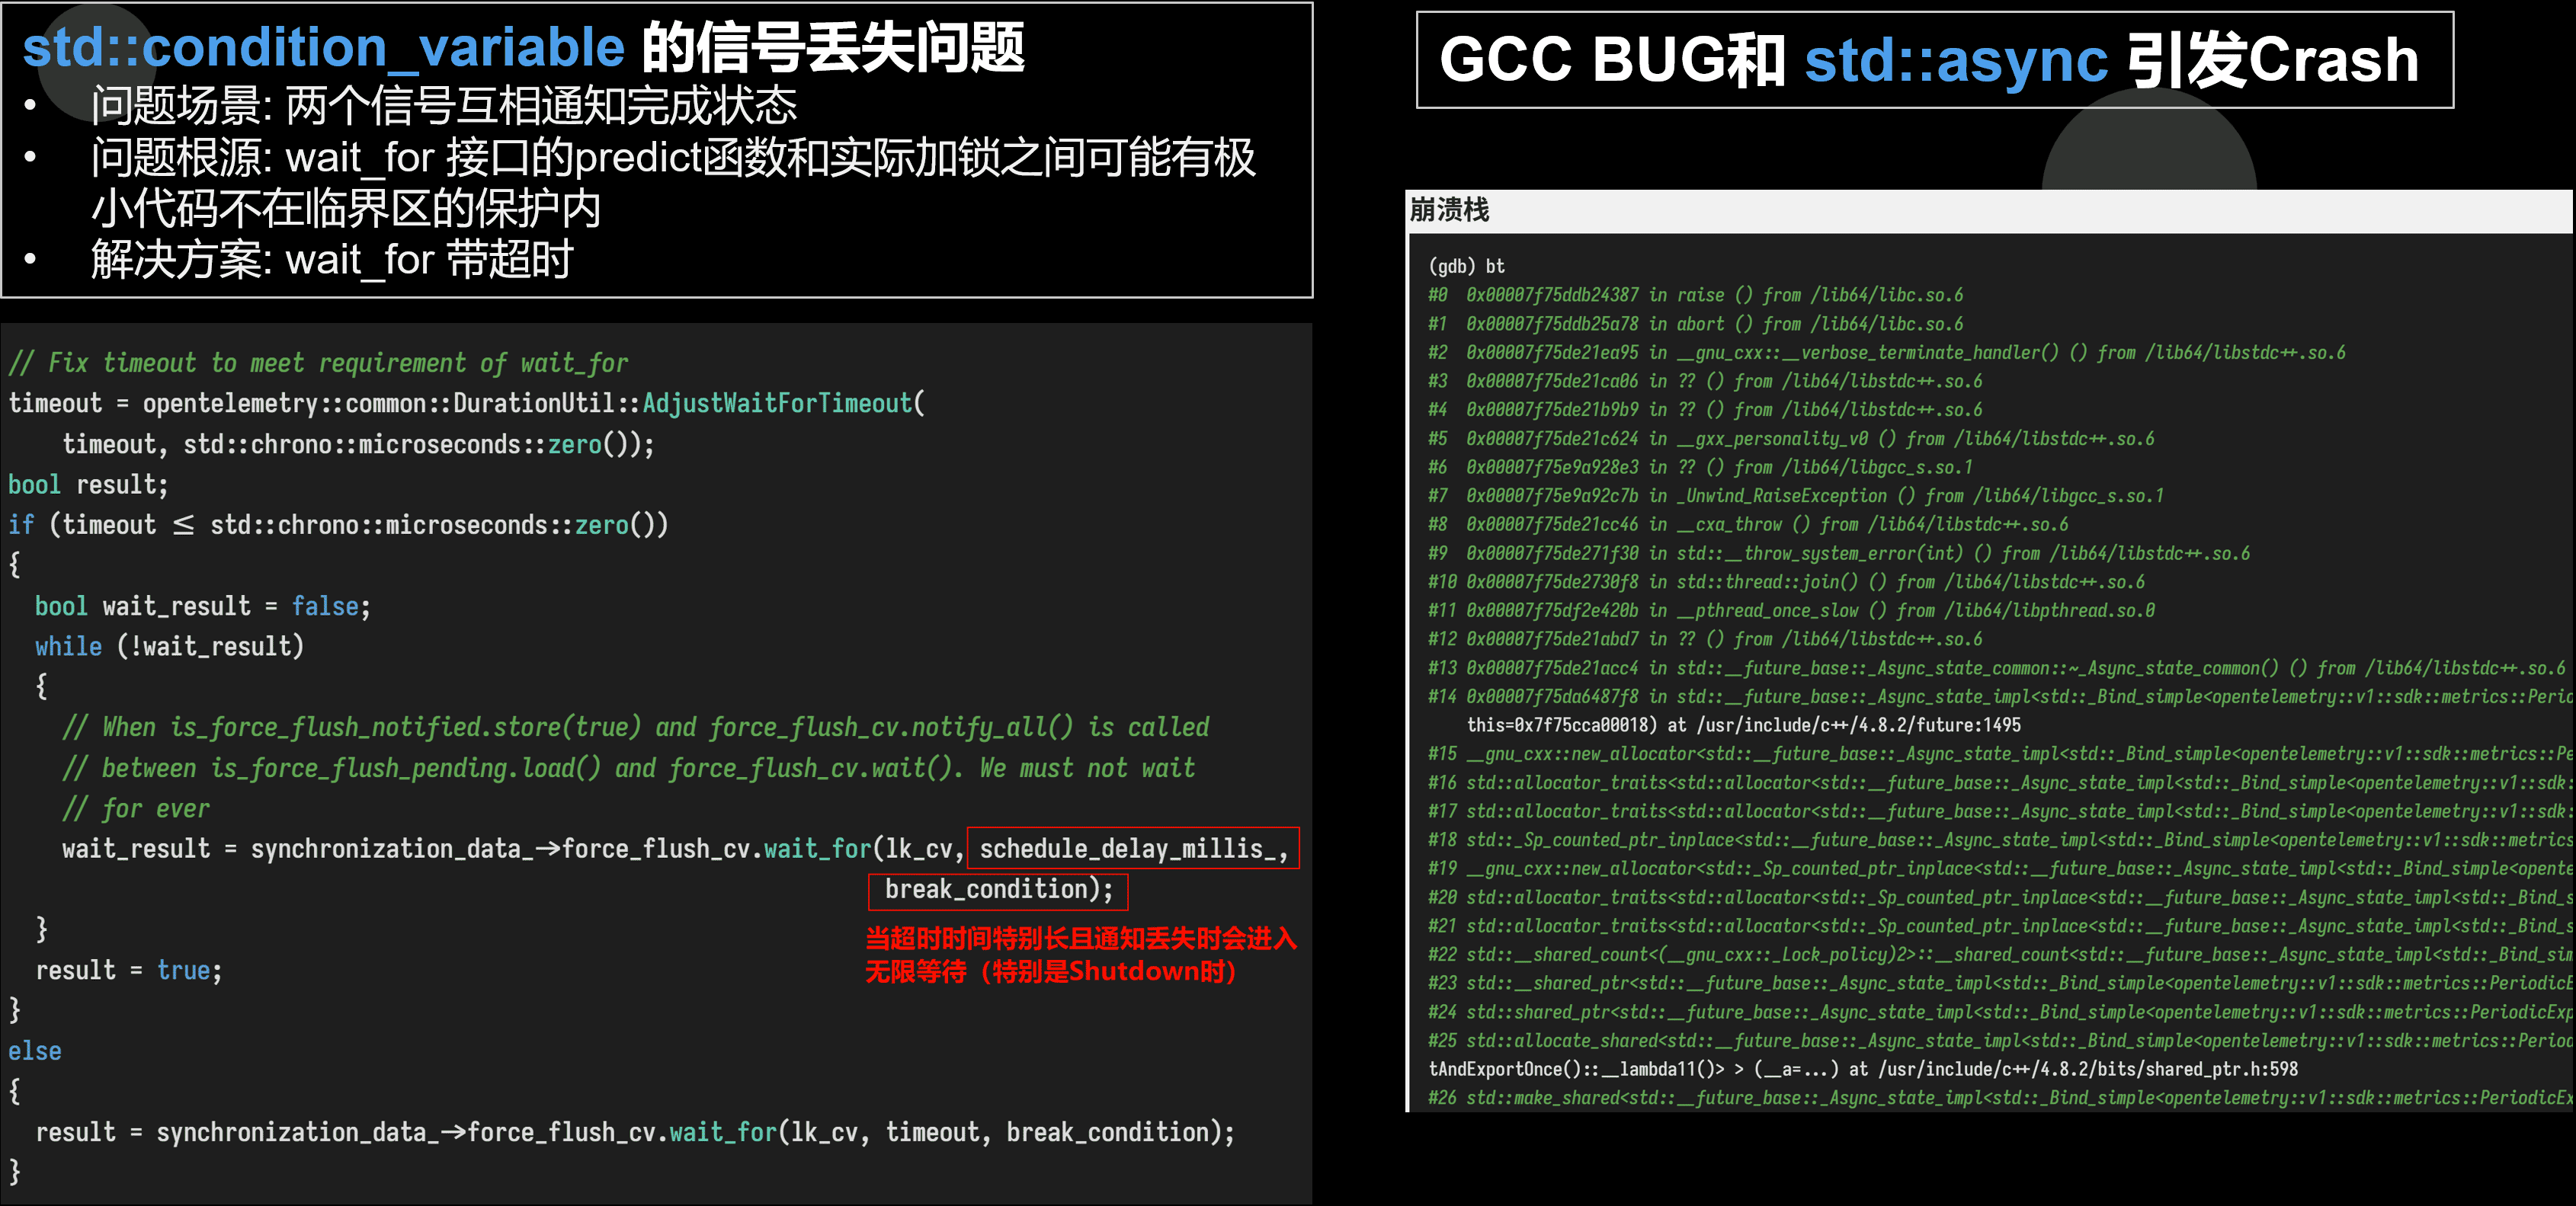 std::condition_variable 的信号丢失问题
• 问题场景: 两个信号互相通知完成状态
• 问题根源: wait_for 接口的predict函数和实际加锁之间可能有极
小代码不在临界区的保护内
• 解决方案: wait_for 带超时
// Fix timeout to meet requirement of wait_for
timeout = opentelemetry::common::DurationUtil::AdjustWaitForTimeout(
    timeout, std::chrono::microseconds::zero());
bool result;
if (timeout ≤ std::chrono::microseconds::zero())
{
  bool wait_result = false;
  while (!wait_result)
  {
    // When is_force_flush_notified.store(true) and force_flush_cv.notify_all() is called
    // between is_force_flush_pending.load() and force_flush_cv.wait(). We must not wait
    // for ever
    wait_result = synchronization_data_->force_flush_cv.wait_for(lk_cv, schedule_delay_millis_,
break_condition);
  }
当超时时间特别长且通知丢失时会进入
无限等待（特别是Shutdown时）
  result = true;
}
else
{
  result = synchronization_data_->force_flush_cv.wait_for(lk_cv, timeout, break_condition);
}
GCC BUG和 std::async 引发Crash
崩溃栈
(gdb) bt
#0  0x00007f75ddb24387 in raise () from /lib64/libc.so.6
#1  0x00007f75ddb25a78 in abort () from /lib64/libc.so.6
#2  0x00007f75de21ea95 in __gnu_cxx::__verbose_terminate_handler() () from /lib64/libstdc++.so.6
#3  0x00007f75de21ca06 in ?? () from /lib64/libstdc++.so.6
#4  0x00007f75de21b9b9 in ?? () from /lib64/libstdc++.so.6
#5  0x00007f75de21c624 in __gxx_personality_v0 () from /lib64/libstdc++.so.6
#6  0x00007f75e9a928e3 in ?? () from /lib64/libgcc_s.so.1
#7  0x00007f75e9a92c7b in _Unwind_RaiseException () from /lib64/libgcc_s.so.1
#8  0x00007f75de21cc46 in __cxa_throw () from /lib64/libstdc++.so.6
#9  0x00007f75de271f30 in std::__throw_system_error(int) () from /lib64/libstdc++.so.6
#10 0x00007f75de2730f8 in std::thread::join() () from /lib64/libstdc++.so.6
#11 0x00007f75df2e420b in __pthread_once_slow () from /lib64/libpthread.so.0
#12 0x00007f75de21abd7 in ?? () from /lib64/libstdc++.so.6
#13 0x00007f75de21acc4 in std::__future_base::_Async_state_common::~_Async_state_common() () from /lib64/libstdc++.so.6
#14 0x00007f75da6487f8 in std::__future_base::_Async_state_impl<std::_Bind_simple<opentelemetry::v1::sdk::metrics::Perio
this=0x7f75cca00018) at /usr/include/c++/4.8.2/future:1495
#15 __gnu_cxx::new_allocator<std::__future_base::_Async_state_impl<std::_Bind_simple<opentelemetry::v1::sdk::metrics::Pe
#16 std::allocator_traits<std::allocator<std::__future_base::_Async_state_impl<std::_Bind_simple<opentelemetry::v1::sdk:
#17 std::allocator_traits<std::allocator<std::__future_base::_Async_state_impl<std::_Bind_simple<opentelemetry::v1::sdk:
#18 std::_Sp_counted_ptr_inplace<std::__future_base::_Async_state_impl<std::_Bind_simple<opentelemetry::v1::sdk::metrics
#19 __gnu_cxx::new_allocator<std::_Sp_counted_ptr_inplace<std::__future_base::_Async_state_impl<std::_Bind_simple<opente
#20 std::allocator_traits<std::allocator<std::_Sp_counted_ptr_inplace<std::__future_base::_Async_state_impl<std::_Bind_s
#21 std::allocator_traits<std::allocator<std::_Sp_counted_ptr_inplace<std::__future_base::_Async_state_impl<std::_Bind_s
#22 std::__shared_count<(__gnu_cxx::_Lock_policy)2>::__shared_count<std::__future_base::_Async_state_impl<std::_Bind_sim
#23 std::__shared_ptr<std::__future_base::_Async_state_impl<std::_Bind_simple<opentelemetry::v1::sdk::metrics::PeriodicE
#24 std::shared_ptr<std::__future_base::_Async_state_impl<std::_Bind_simple<opentelemetry::v1::sdk::metrics::PeriodicExp
#25 std::allocate_shared<std::__future_base::_Async_state_impl<std::_Bind_simple<opentelemetry::v1::sdk::metrics::Period
tAndExportOnce()::__lambda11()> > (__a=...) at /usr/include/c++/4.8.2/bits/shared_ptr.h:598
#26 std::make_shared<std::__future_base::_Async_state_impl<std::_Bind_simple<opentelemetry::v1::sdk::metrics::PeriodicEx